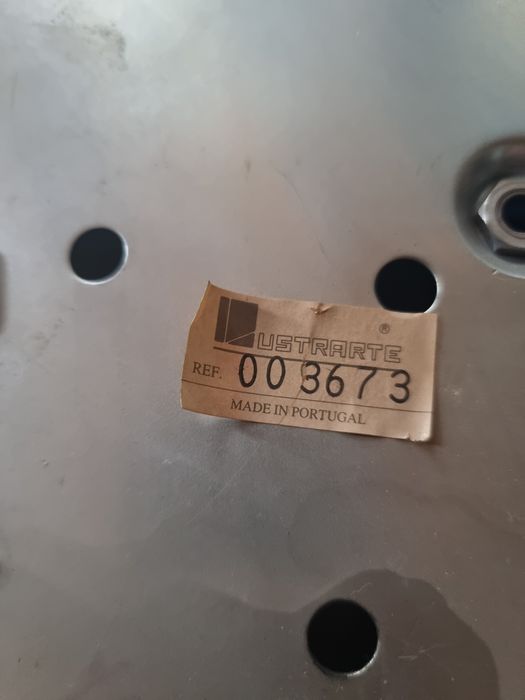 LUSTRARTE ®
REF. 003673
MADE IN PORTUGAL